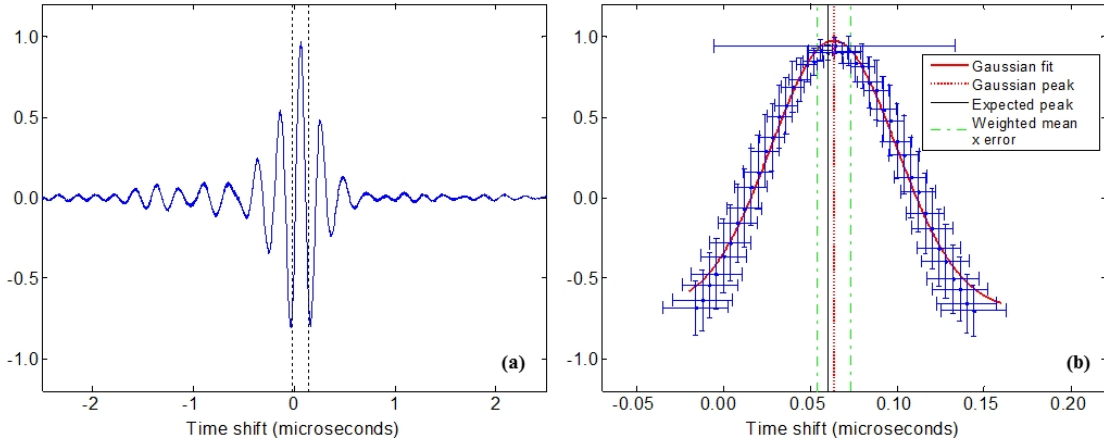 1.0
0.5
0.0
-0.5
-1.0
-2 -1 0 1 2
Time shift (microseconds)
(a)
1.0
0.5
0.0
-0.5
-1.0
-0.05 0.00 0.05 0.10 0.15 0.20
Time shift (microseconds)
(b)
Gaussian fit
Gaussian peak
Expected peak
Weighted mean
x error